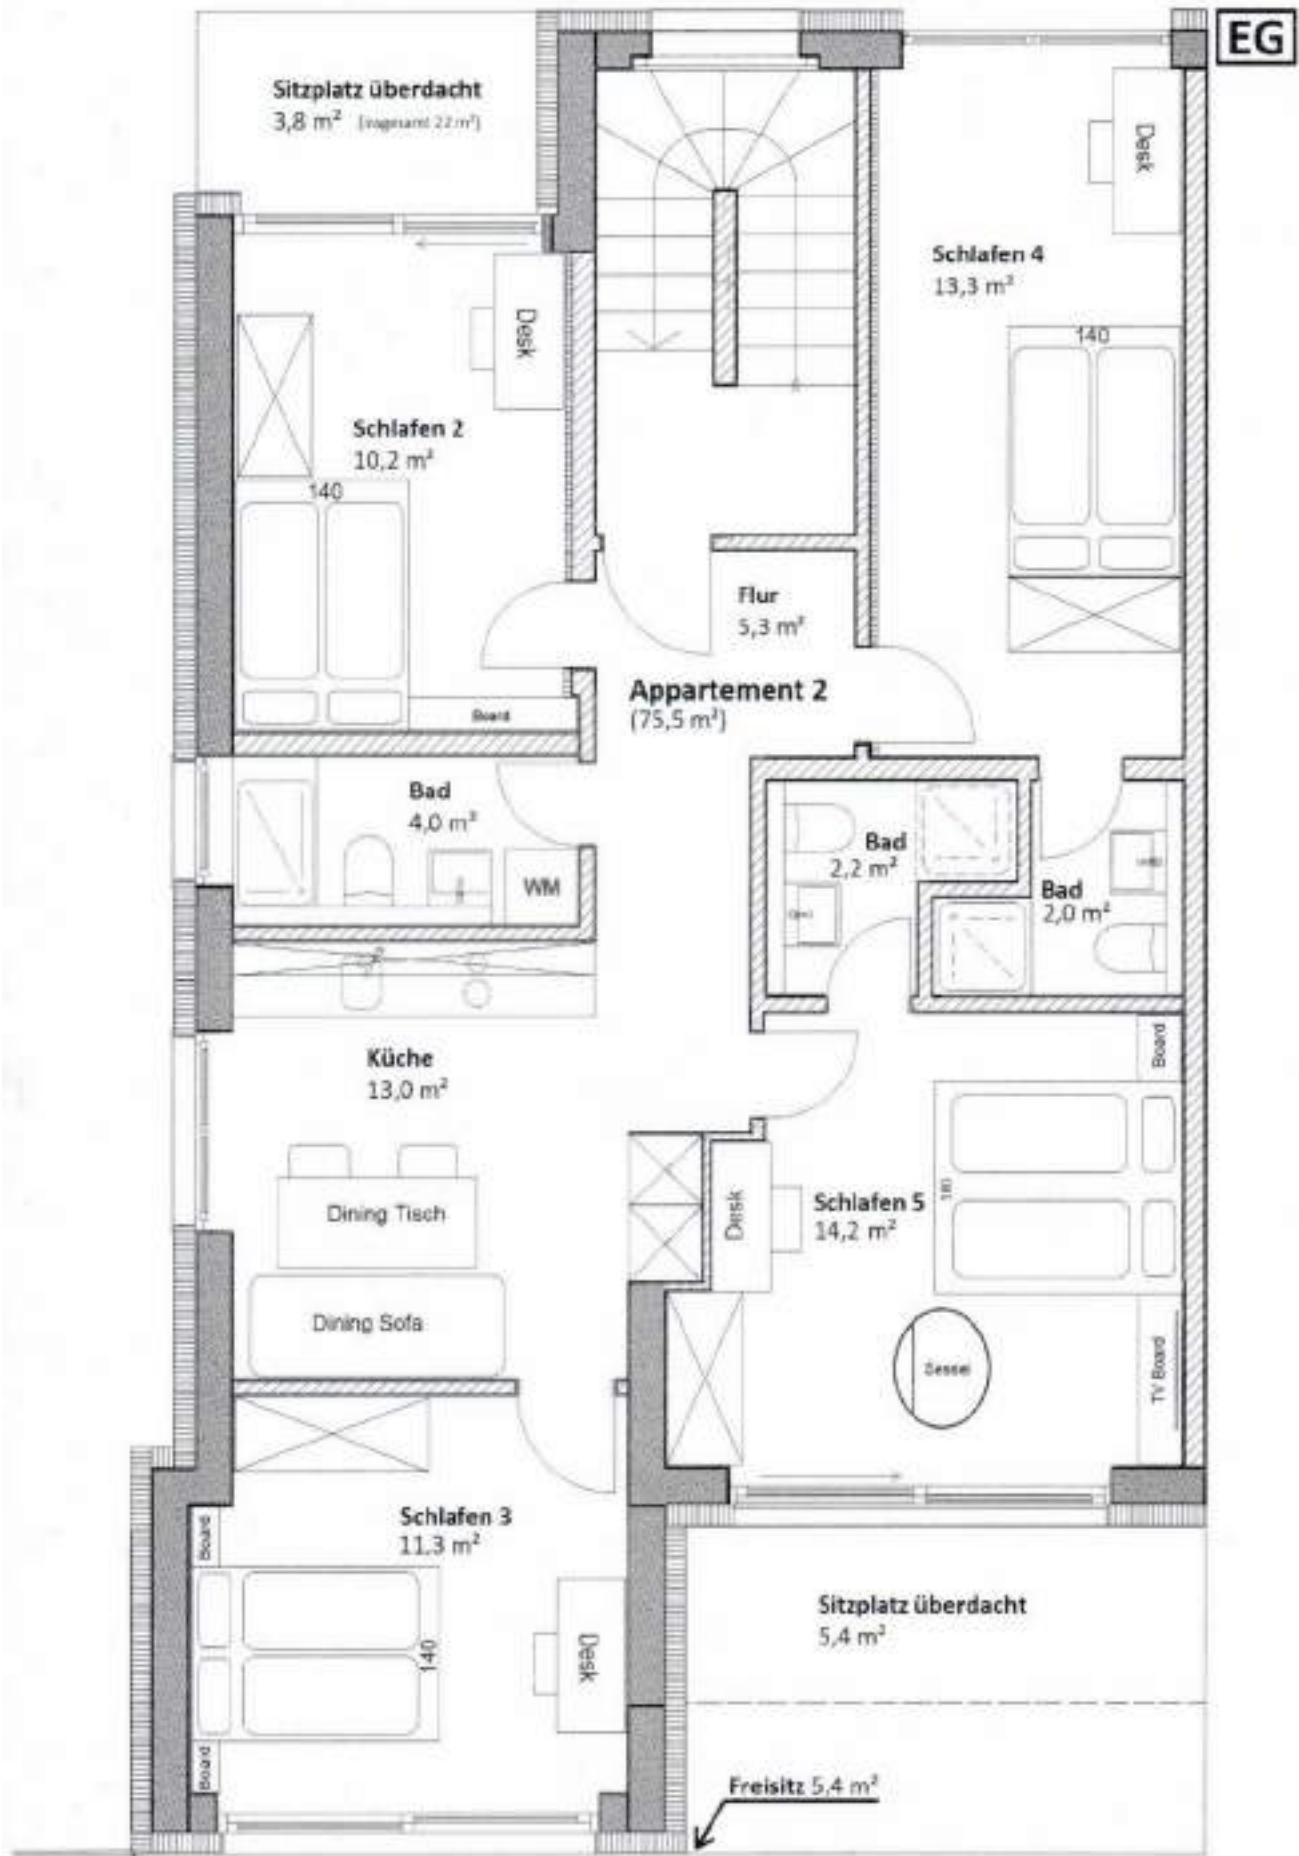 EG
Sitzplatz überdacht
3,8 m² (insgesamt 22 m²)
Desk
Schlafen 4
13,3 m²
140
Desk
Schlafen 2
10,2 m²
140
Board
Flur
5,3 m²
Appartement 2
(75,5 m²)
Bad
4,0 m²
WM
Bad
2,2 m²
Bad
2,0 m²
Küche
13,0 m²
Board
Dining Tisch
Dining Sofa
Desk
Schlafen 5
14,2 m²
180
Sessel
TV Board
Schlafen 3
11,3 m²
Board
140
Desk
Board
Sitzplatz überdacht
5,4 m²
Freisitz 5,4 m²